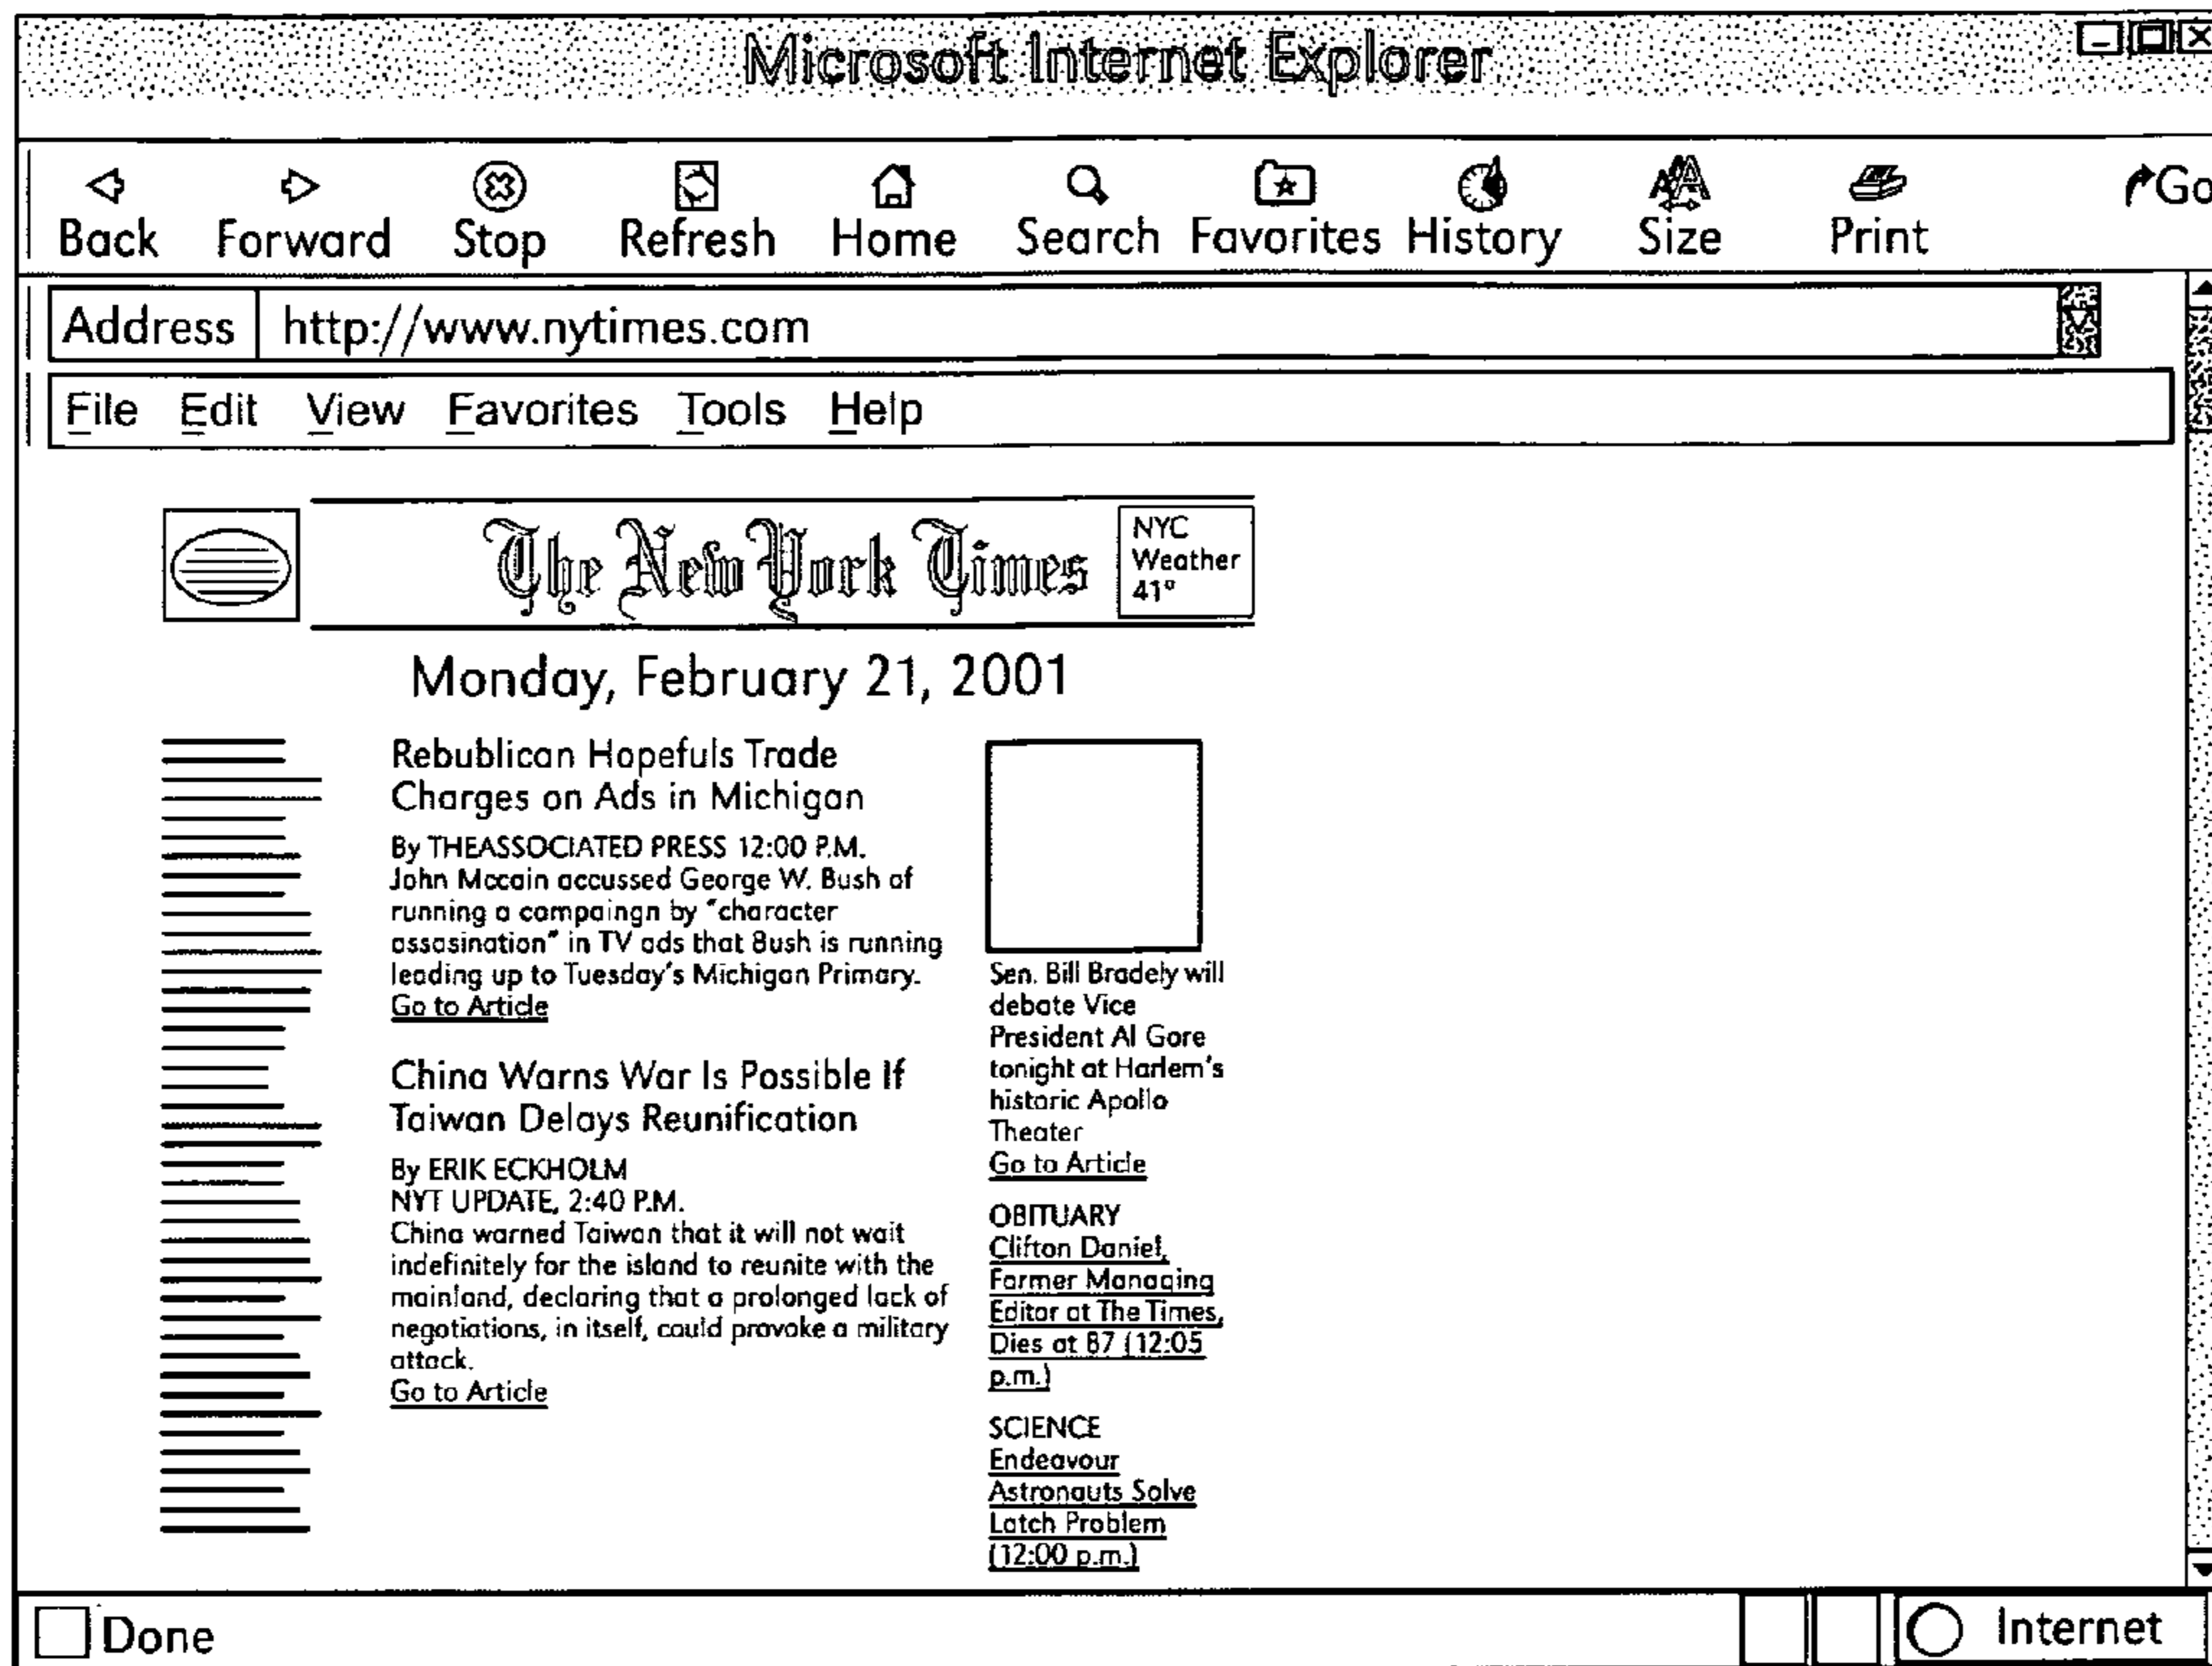 Microsoft Internet Explorer
Back Forward Stop Refresh Home Search Favorites History Size Print Go
Address http://www.nytimes.com
File Edit View Favorites Tools Help
The New York Times
NYC
Weather
41°
Monday, February 21, 2001
Rebublican Hopefuls Trade
Charges on Ads in Michigan
By THEASSOCIATED PRESS 12:00 P.M.
John Mccain accussed George W. Bush of
running a compaingn by "character
assasination" in TV ads that Bush is running
leading up to Tuesday's Michigan Primary.
Go to Article
China Warns War Is Possible If
Taiwan Delays Reunification
By ERIK ECKHOLM
NYT UPDATE, 2:40 P.M.
China warned Taiwan that it will not wait
indefinitely for the island to reunite with the
mainland, declaring that a prolonged lack of
negotiations, in itself, could provoke a military
attack.
Go to Article
Sen. Bill Bradely will
debate Vice
President Al Gore
tonight at Harlem's
historic Apollo
Theater
Go to Article
OBITUARY
Clifton Daniel,
Former Managing
Editor at The Times,
Dies at 87 (12:05
p.m.)
SCIENCE
Endeavour
Astronauts Solve
Latch Problem
(12:00 p.m.)
Done
Internet